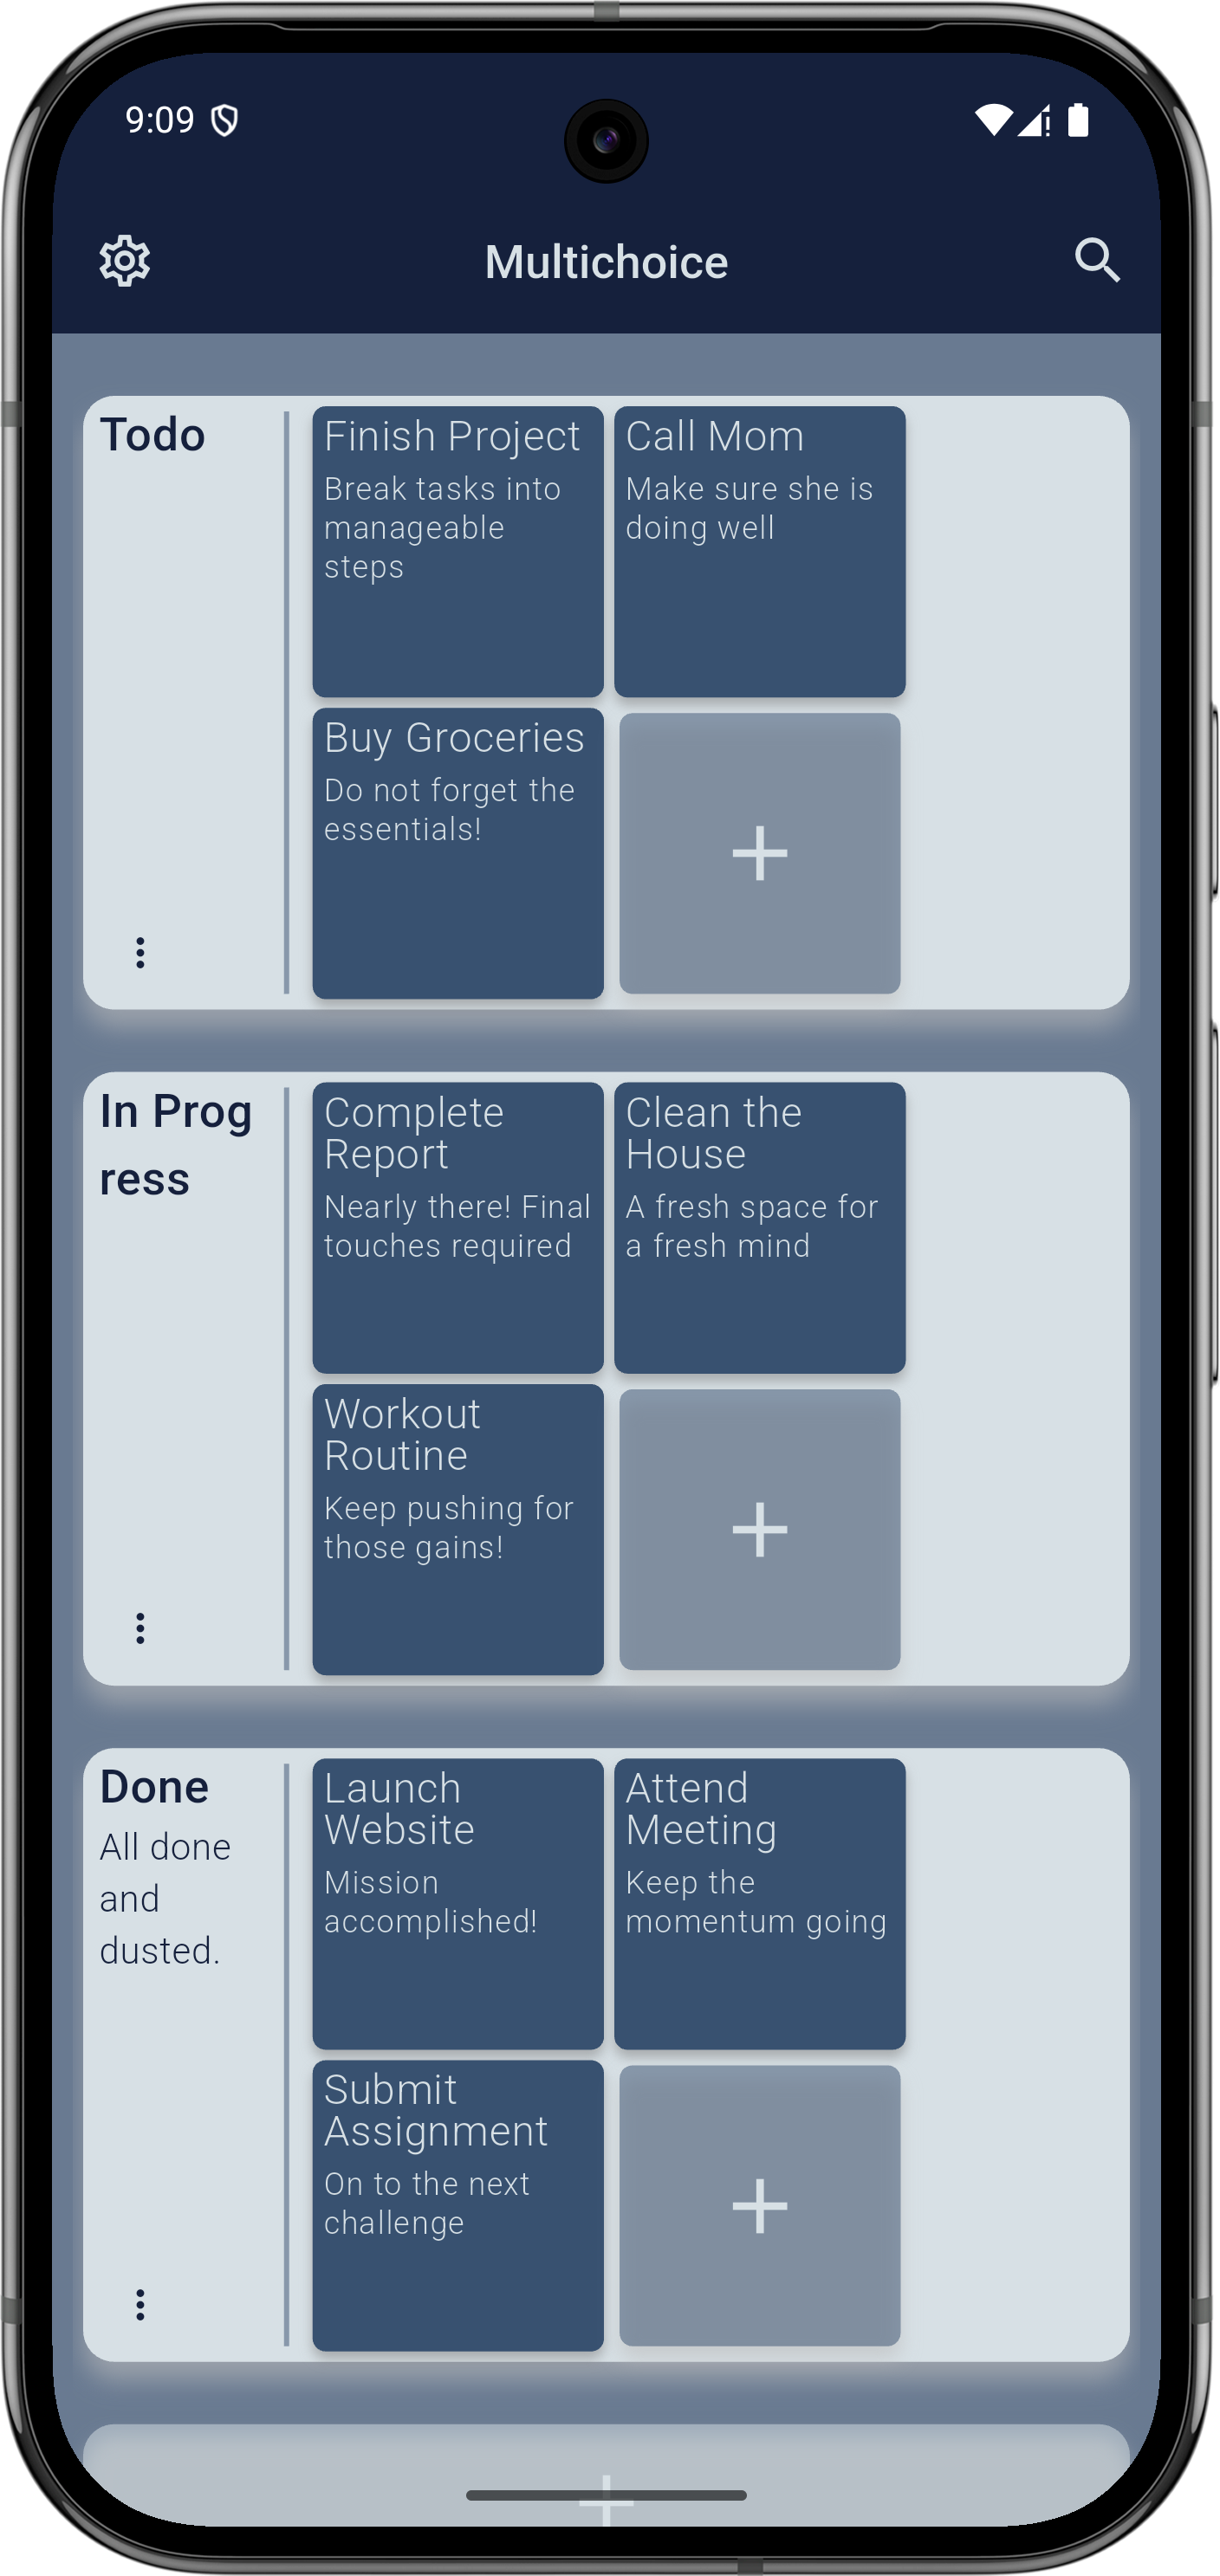 9:09
Multichoice
Todo
Finish Project
Break tasks into
manageable
steps
Call Mom
Make sure she is
doing well
Buy Groceries
Do not forget the
essentials!
In Prog
ress
Complete
Report
Nearly there! Final
touches required
Clean the
House
A fresh space for
a fresh mind
Workout
Routine
Keep pushing for
those gains!
Done
All done
and
dusted.
Launch
Website
Mission
accomplished!
Attend
Meeting
Keep the
momentum going
Submit
Assignment
On to the next
challenge